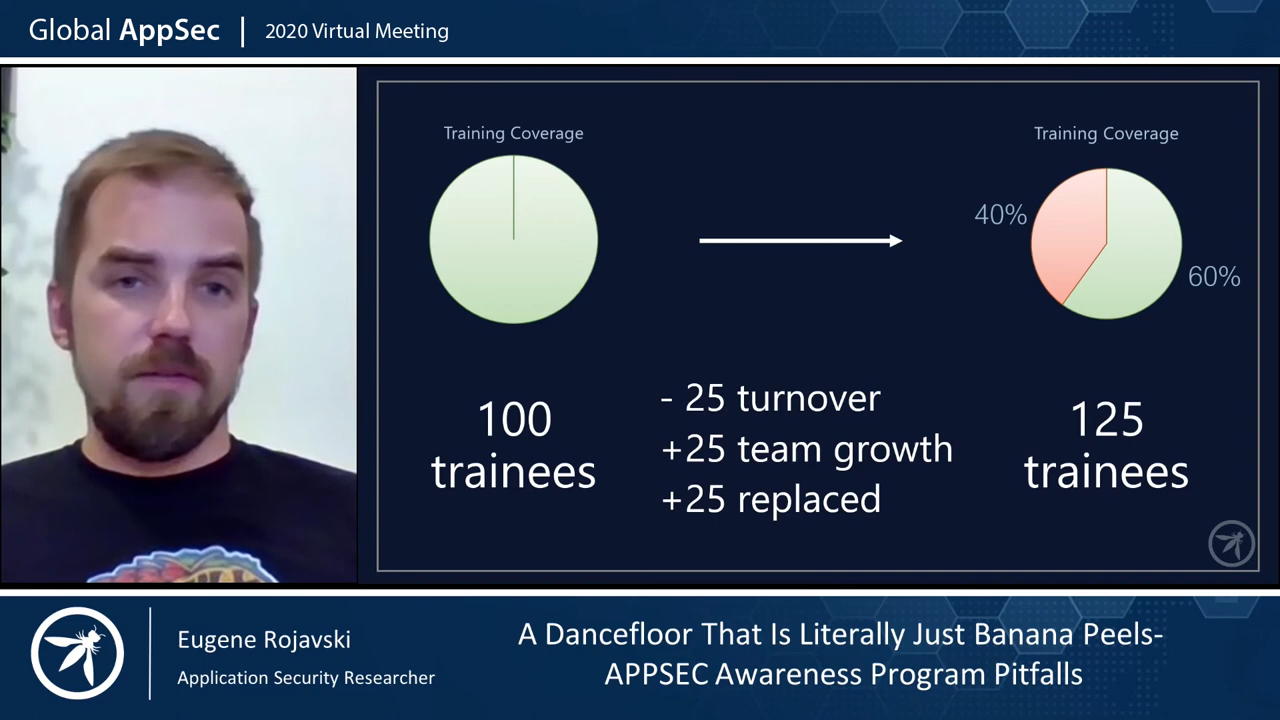 Global AppSec | 2020 Virtual Meeting
Training Coverage
Training Coverage
40%
60%
100
trainees
- 25 turnover
+25 team growth
+25 replaced
125
trainees
Eugene Rojavski
Application Security Researcher
A Dancefloor That Is Literally Just Banana Peels-
APPSEC Awareness Program Pitfalls